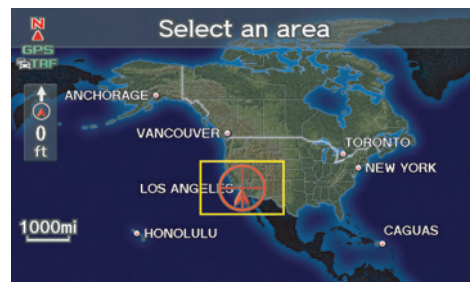 Select an area
N
GPS
TRF
0
ft
ANCHORAGE
VANCOUVER
TORONTO
NEW YORK
LOS ANGELES
1000mi
HONOLULU
CAGUAS